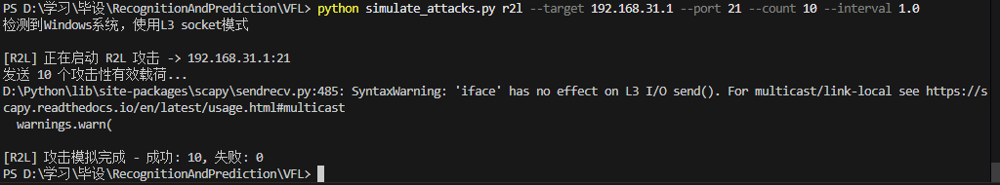 PS D:\学习\毕设\RecognitionAndPrediction\VFL> python simulate_attacks.py r2l --target 192.168.31.1 --port 21 --count 10 --interval 1.0
检测到Windows系统，使用L3 socket模式
[R2L] 正在启动 R2L 攻击 -> 192.168.31.1:21
发送 10 个攻击性有效载荷...
D:\Python\lib\site-packages\scapy\sendrecv.py:485: SyntaxWarning: 'iface' has no effect on L3 I/O send(). For multicast/link-local see https://s
capy.readthedocs.io/en/latest/usage.html#multicast
  warnings.warn(
[R2L] 攻击模拟完成 - 成功: 10, 失败: 0
PS D:\学习\毕设\RecognitionAndPrediction\VFL>